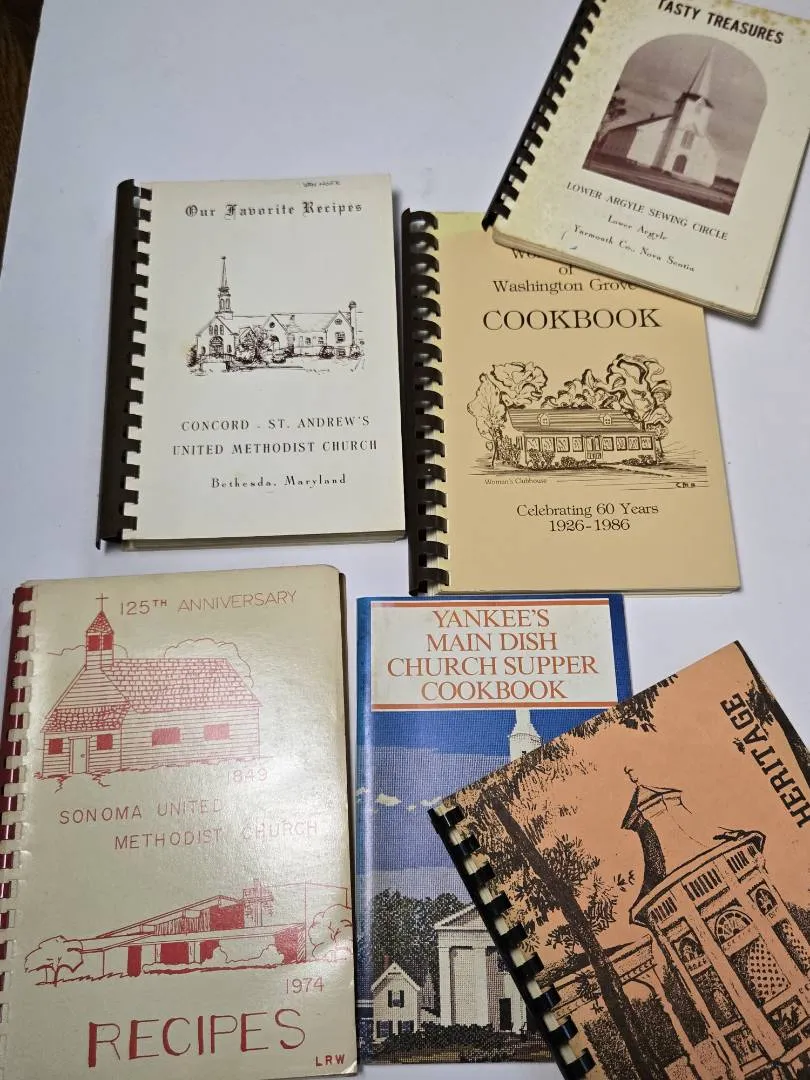 TASTY TREASURES
LOWER ARGYLE SEWING CIRCLE
Lower Argyle
Yarmouth Co., Nova Scotia
Our Favorite Recipes
CONCORD - ST. ANDREW'S
UNITED METHODIST CHURCH
Bethesda, Maryland
of
Washington Grove
COOKBOOK
Woman's Clubhouse
CMB
Celebrating 60 Years
1926-1986
125TH ANNIVERSARY
1849
SONOMA UNITED
METHODIST CHURCH
1974
RECIPES
LRW
YANKEE'S
MAIN DISH
CHURCH SUPPER
COOKBOOK
HERITAGE